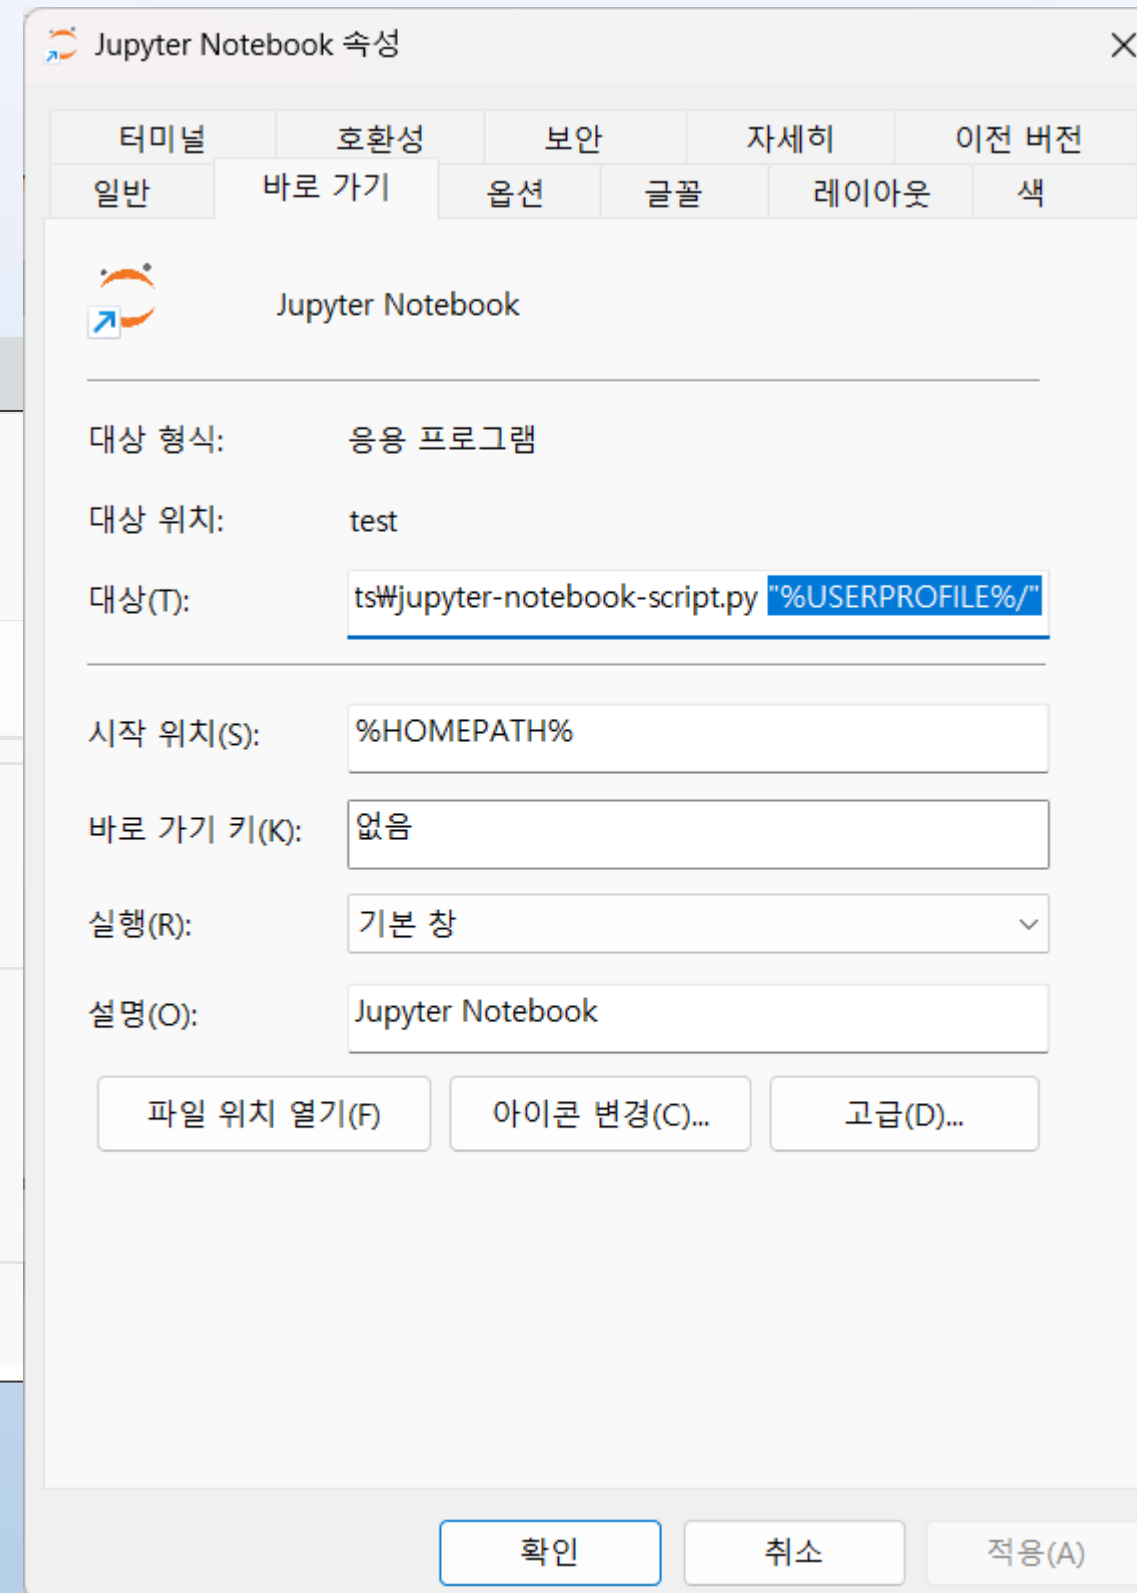 Jupyter Notebook 속성
터미널 호환성 보안 자세히 이전 버전
일반 바로 가기 옵션 글꼴 레이아웃 색
Jupyter Notebook
대상 형식: 응용 프로그램
대상 위치: test
대상(T): ts₩jupyter-notebook-script.py "%USERPROFILE%/"
시작 위치(S): %HOMEPATH%
바로 가기 키(K): 없음
실행(R): 기본 창
설명(O): Jupyter Notebook
파일 위치 열기(F) 아이콘 변경(C)... 고급(D)...
확인 취소 적용(A)